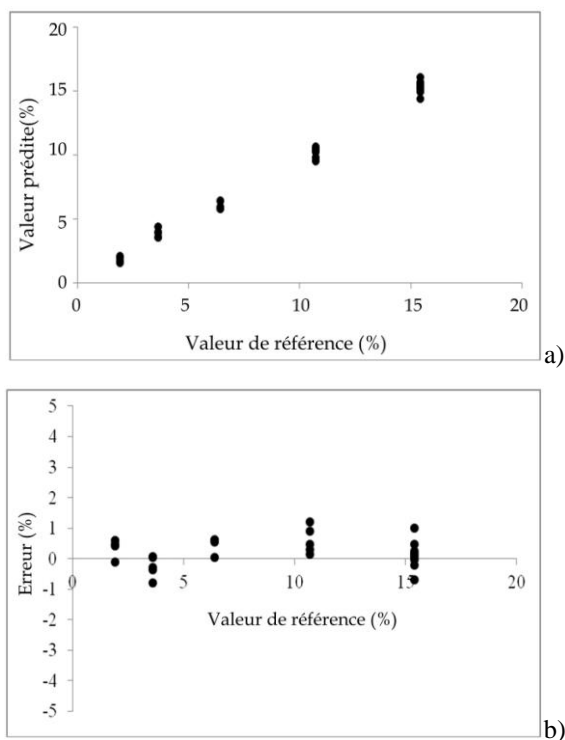 20
15
10
5
0
Valeur prédite(%)
0 5 10 15 20
Valeur de référence (%)
a)
5
4
3
2
1
0
-1
-2
-3
-4
-5
Erreur (%)
0 5 10 15 20
Valeur de référence (%)
b)